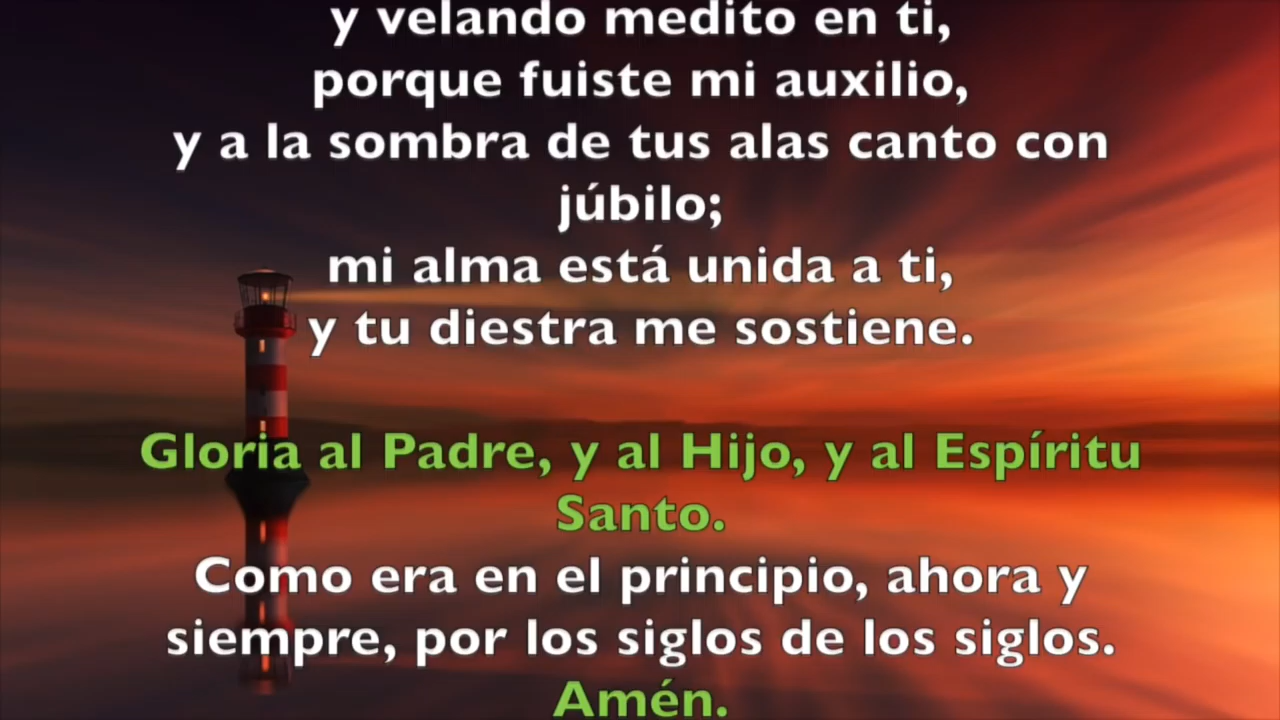 y velando medito en ti,
porque fuiste mi auxilio,
y a la sombra de tus alas canto con
júbilo;
mi alma está unida a ti,
y tu diestra me sostiene.
Gloria al Padre, y al Hijo, y al Espíritu
Santo.
Como era en el principio, ahora y
siempre, por los siglos de los siglos.
Amén.